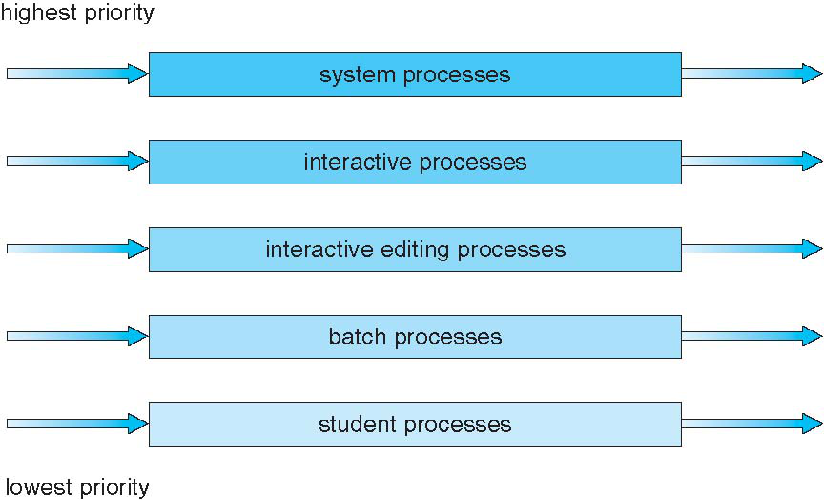 highest priority
system processes
interactive processes
interactive editing processes
batch processes
student processes
lowest priority